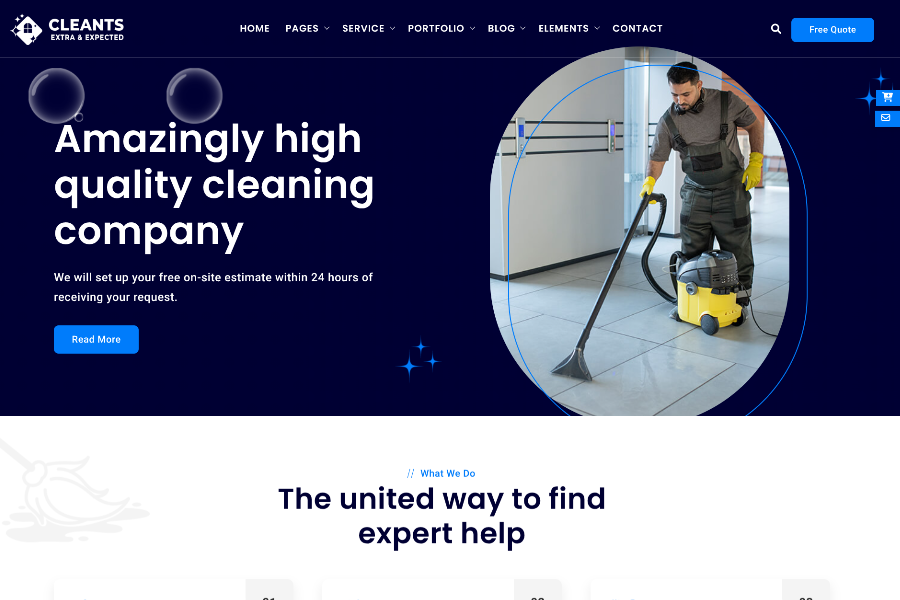 CLEANTS
EXTRA & EXPECTED
HOME PAGES SERVICE PORTFOLIO BLOG ELEMENTS CONTACT
Free Quote
Amazingly high
quality cleaning
company
We will set up your free on-site estimate within 24 hours of
receiving your request.
Read More
// What We Do
The united way to find
expert help